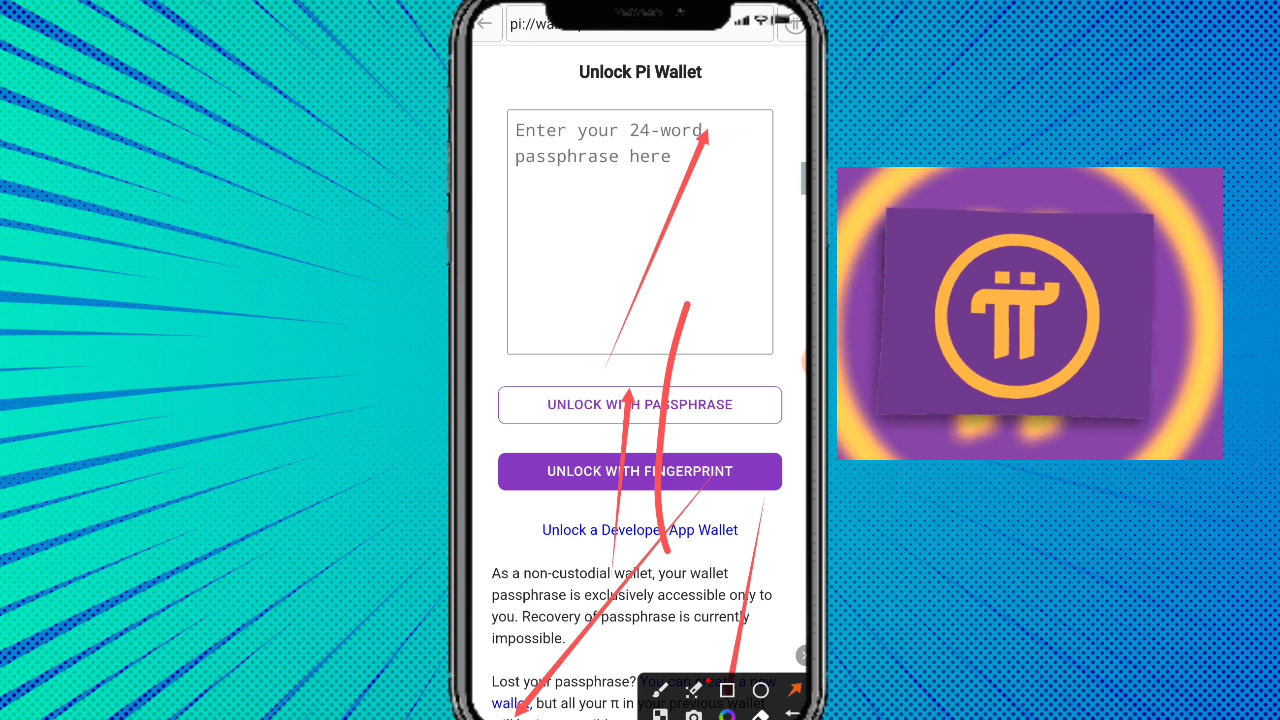 pi://wa
Unlock Pi Wallet
Enter your 24-word
passphrase here
UNLOCK WITH PASSPHRASE
UNLOCK WITH FINGERPRINT
Unlock a Developer App Wallet
As a non-custodial wallet, your wallet
passphrase is exclusively accessible only to
you. Recovery of passphrase is currently
impossible.
Lost your passphrase? You can create a new
wallet, but all your π in your previous wallet